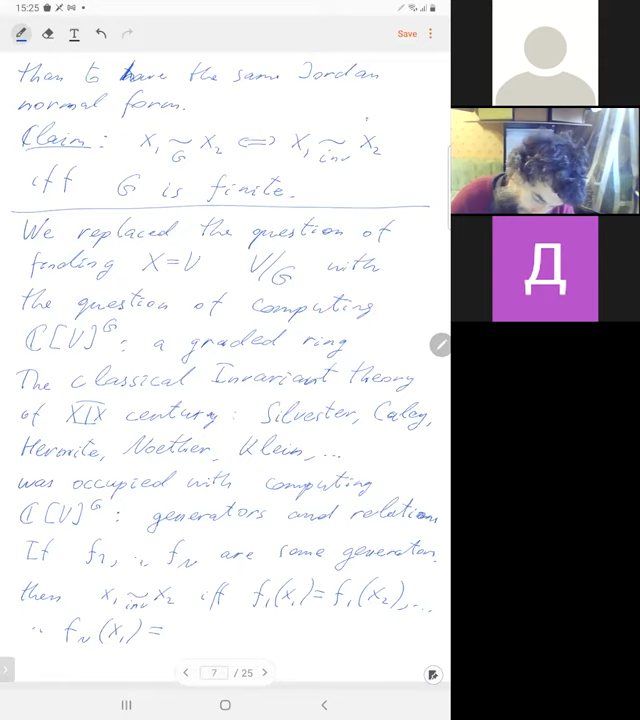 15:25
Save
than to have the same Jordan
normal form.
Claim: x₁ ~_G x₂ ⟺ x₁ ~_inv x₂
iff G is finite.
We replaced the question of
finding X=V V/G with
the question of computing
ℂ[V]^G : a graded ring
The classical Invariant theory
of XIX century: Silvester, Caley,
Hermite, Noether, Klein, ...
was occupied with computing
ℂ[V]^G : generators and relations
If f₁, .. f_N are some generators
then x₁ ~_inv x₂ iff f₁(x₁) = f₁(x₂), ...
.. f_N(x₁) =
7 / 25
Д